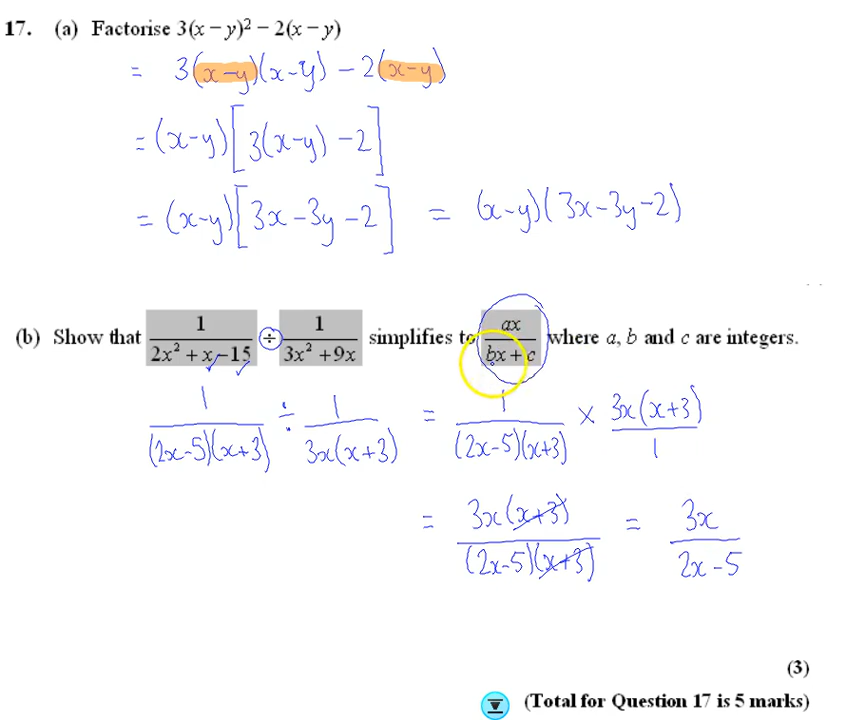 17. (a) Factorise 3(x − y)² − 2(x − y)
= 3(x−y)(x−y) − 2(x−y)
= (x−y)[3(x−y) −2]
= (x−y)[3x −3y −2] = (x−y)(3x−3y−2)
(b) Show that 1/(2x² + x − 15) ÷ 1/(3x² + 9x) simplifies to ax/(bx + c) where a, b and c are integers.
1/((2x−5)(x+3)) ÷ 1/(3x(x+3)) = 1/((2x−5)(x+3)) × 3x(x+3)/1
= 3x(x+3)/((2x−5)(x+3)) = 3x/(2x−5)
(3)
(Total for Question 17 is 5 marks)